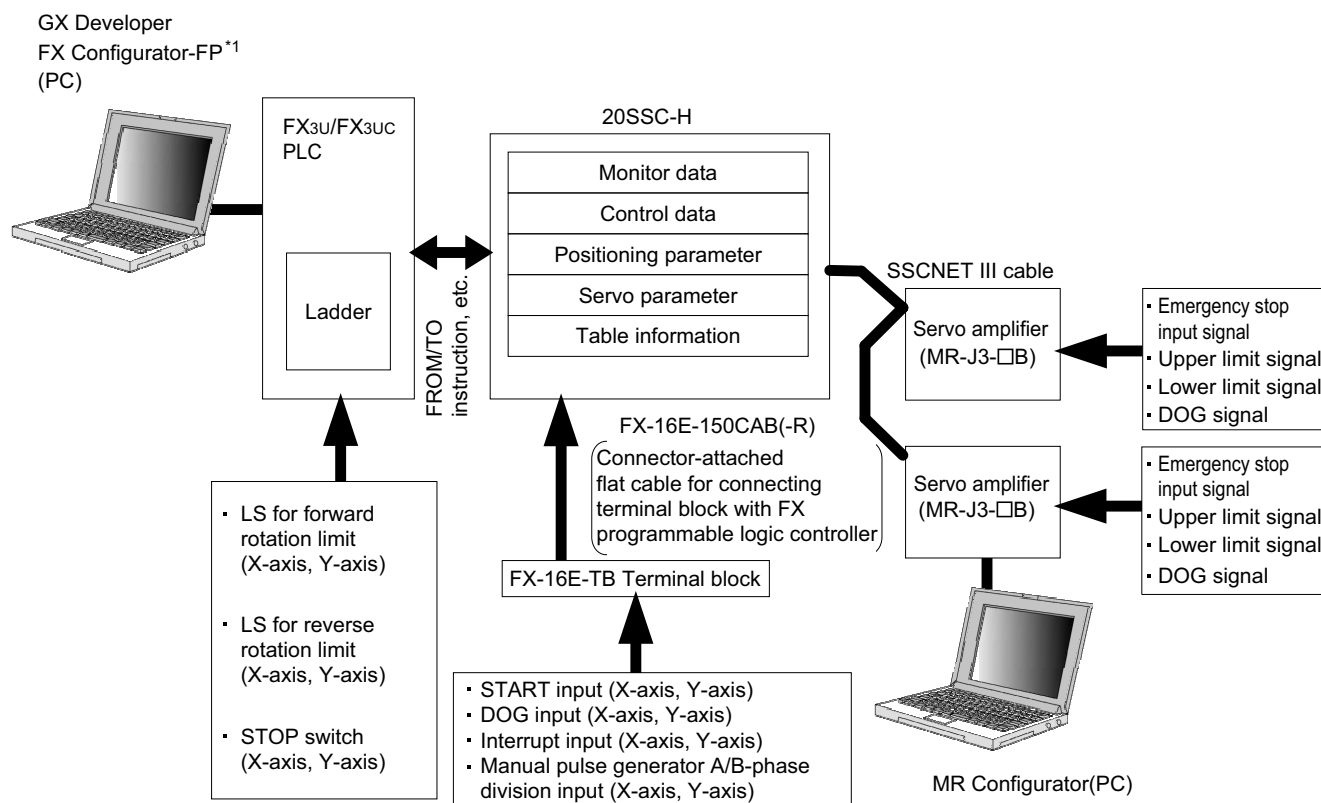 GX Developer
FX Configurator-FP*1
(PC)
FX3U/FX3UC
PLC
Ladder
FROM/TO
instruction, etc.
20SSC-H
Monitor data
Control data
Positioning parameter
Servo parameter
Table information
SSCNET III cable
Servo amplifier
(MR-J3-□B)
· Emergency stop
input signal
· Upper limit signal
· Lower limit signal
· DOG signal
FX-16E-150CAB(-R)
Connector-attached
flat cable for connecting
terminal block with FX
programmable logic controller
Servo amplifier
(MR-J3-□B)
· Emergency stop
input signal
· Upper limit signal
· Lower limit signal
· DOG signal
· LS for forward
rotation limit
(X-axis, Y-axis)
· LS for reverse
rotation limit
(X-axis, Y-axis)
· STOP switch
(X-axis, Y-axis)
FX-16E-TB Terminal block
· START input (X-axis, Y-axis)
· DOG input (X-axis, Y-axis)
· Interrupt input (X-axis, Y-axis)
· Manual pulse generator A/B-phase
division input (X-axis, Y-axis)
MR Configurator(PC)